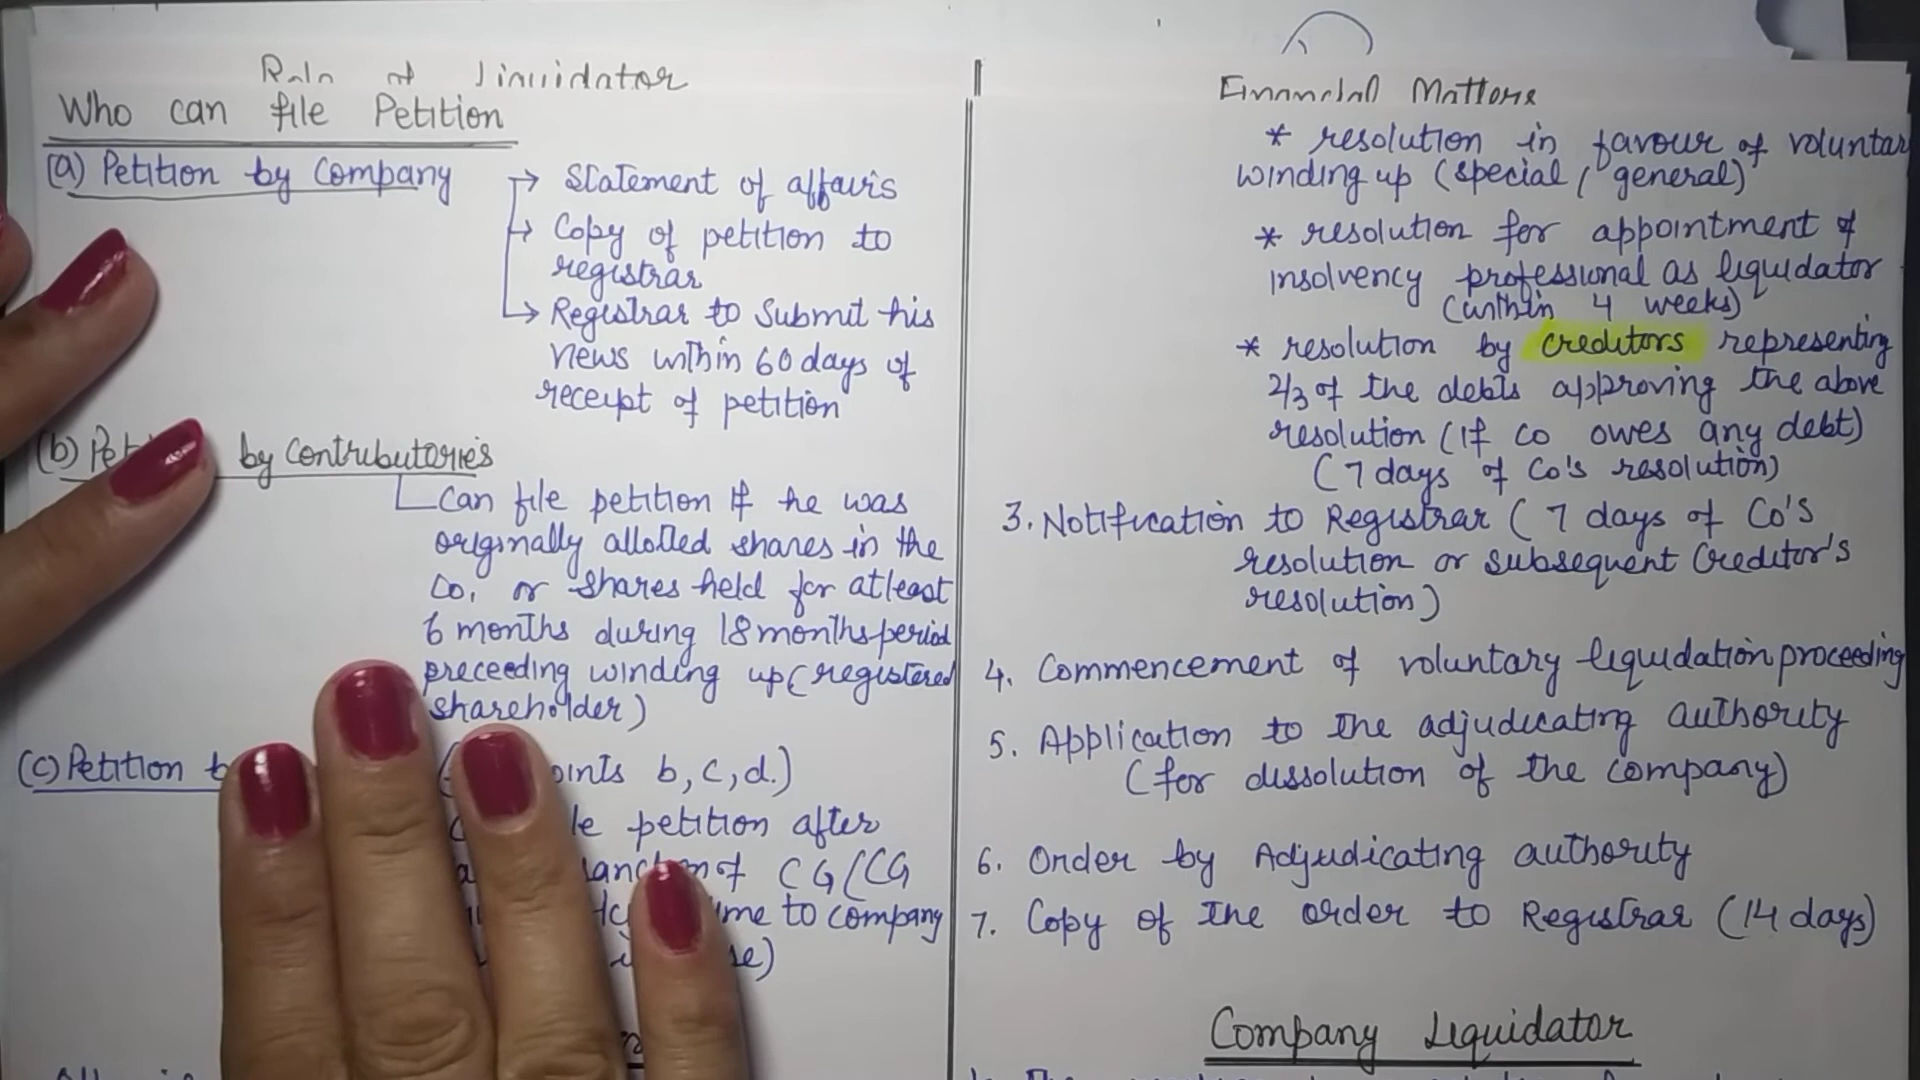 Who can file Petition
(a) Petition by Company
→ Statement of affairs
→ Copy of petition to
registrar
→ Registrar to submit his
news within 60 days of
receipt of petition
(b) by Contributories
Can file petition if he was
originally allotted shares in the
Co, or shares held for atleast
6 months during 18 months period
preceeding winding up (registered
shareholder)
(c) Petition
b, c, d.)
petition after
of CG (CG
to company
Financial Matters
* resolution in favour of voluntar
winding up (special / general)
* resolution for appointment of
insolvency professional as liquidator
(within 4 weeks)
* resolution by creditors representing
2/3 of the debts approving the above
resolution (If Co owes any debt)
(7 days of Co's resolution)
3. Notification to Registrar (7 days of Co's
resolution or subsequent Creditor's
resolution)
4. Commencement of voluntary liquidation proceeding
5. Application to the adjudicating authority
(for dissolution of the company)
6. Order by Adjudicating authority
7. Copy of the order to Registrar (14 days)
Company Liquidator